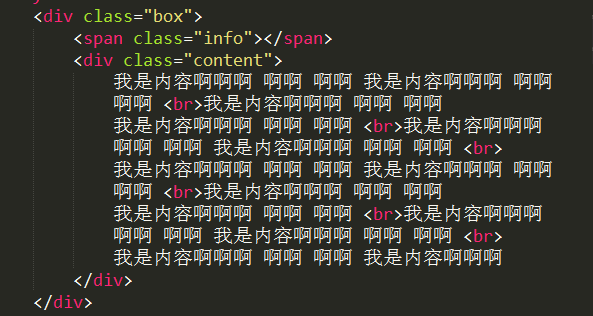 <div class="box">
<span class="info"></span>
<div class="content">
我是内容啊啊啊 啊啊 啊啊 我是内容啊啊啊 啊啊
啊啊 <br>我是内容啊啊啊 啊啊 啊啊
我是内容啊啊啊 啊啊 啊啊 <br>我是内容啊啊啊
啊啊 啊啊 我是内容啊啊啊 啊啊 啊啊 <br>
我是内容啊啊啊 啊啊 啊啊 我是内容啊啊啊 啊啊
啊啊 <br>我是内容啊啊啊 啊啊 啊啊
我是内容啊啊啊 啊啊 啊啊 <br>我是内容啊啊啊
啊啊 啊啊 我是内容啊啊啊 啊啊 啊啊 <br>
我是内容啊啊啊 啊啊 啊啊 我是内容啊啊啊
</div>
</div>